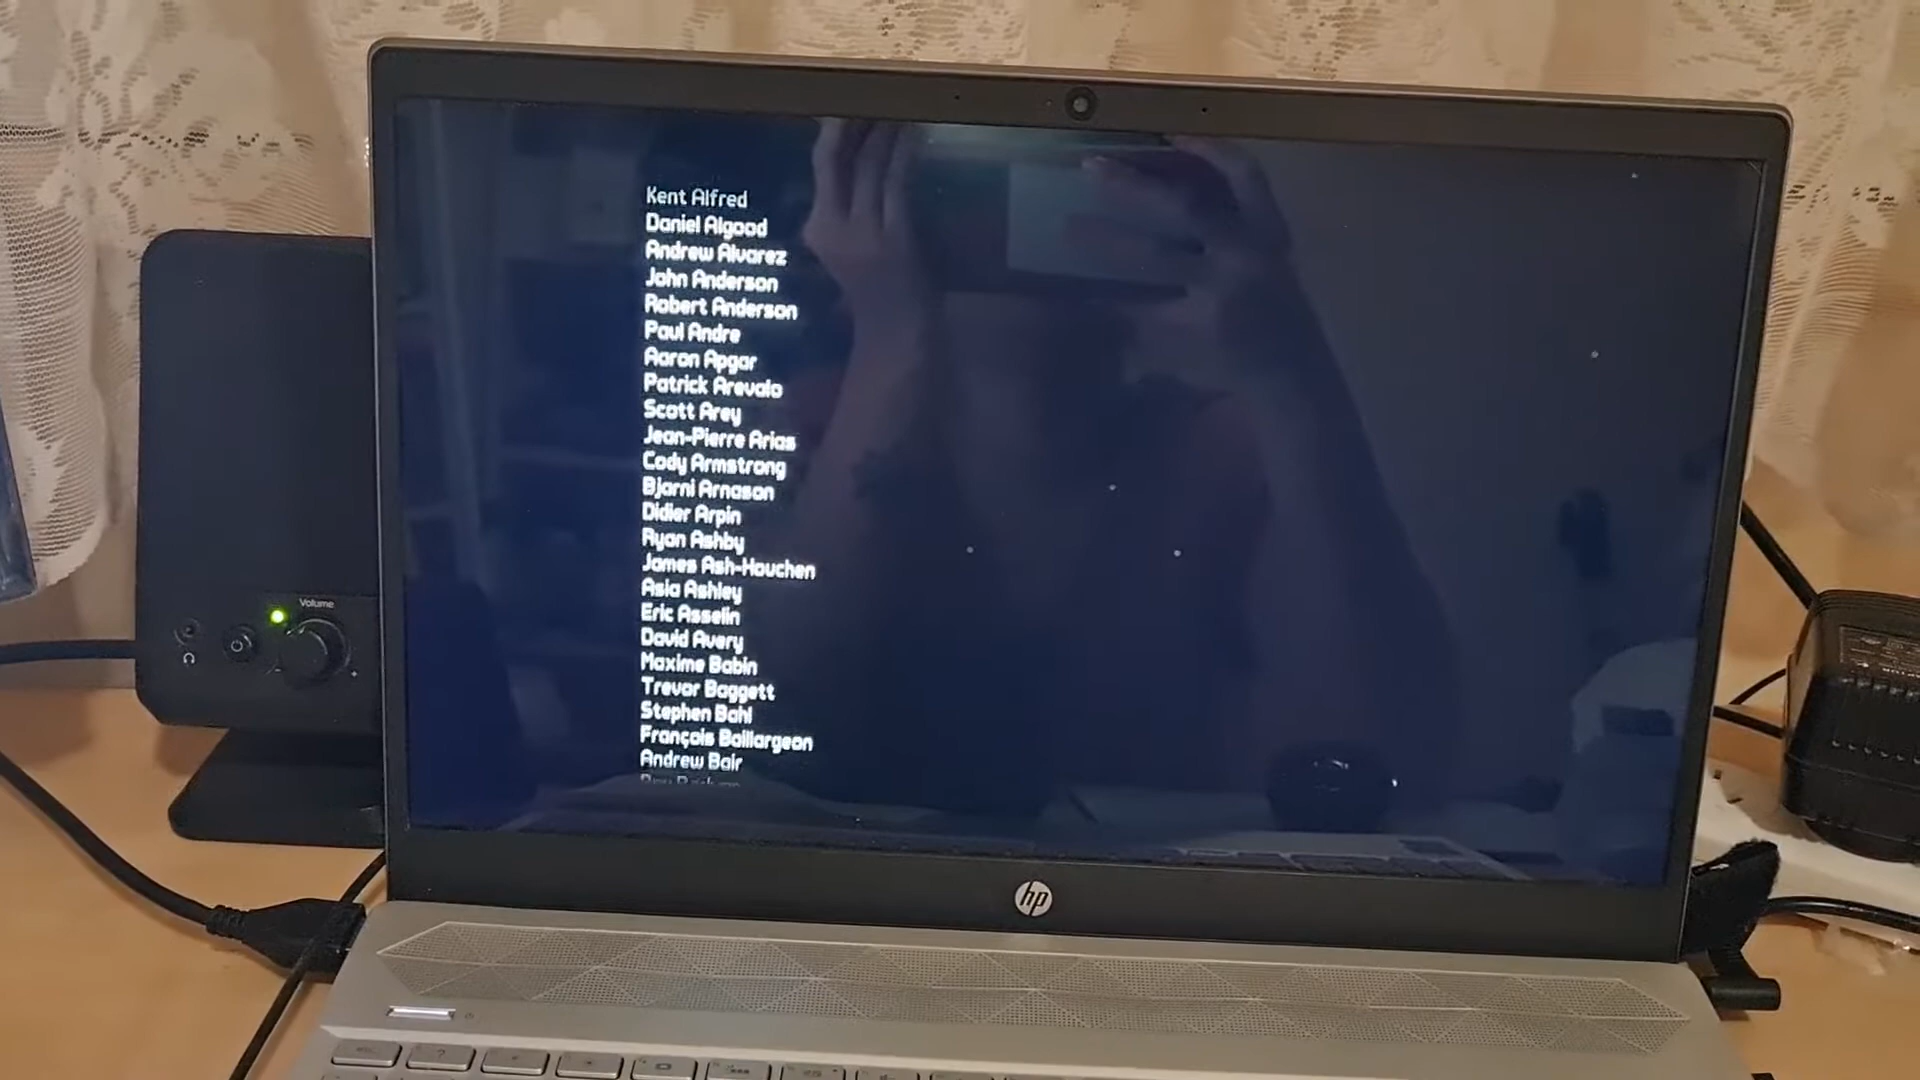 Kent Alfred
Daniel Algood
Andrew Alvarez
John Anderson
Robert Anderson
Paul Andre
Aaron Apgar
Patrick Arevalo
Scott Arey
Jean-Pierre Arias
Cody Armstrong
Bjarni Arnason
Didier Arpin
Ryan Ashby
James Ash-Houchen
Asia Ashley
Eric Asselin
David Avery
Maxime Babin
Trevor Baggett
Stephen Bahl
François Baillargeon
Andrew Bair
Volume
hp